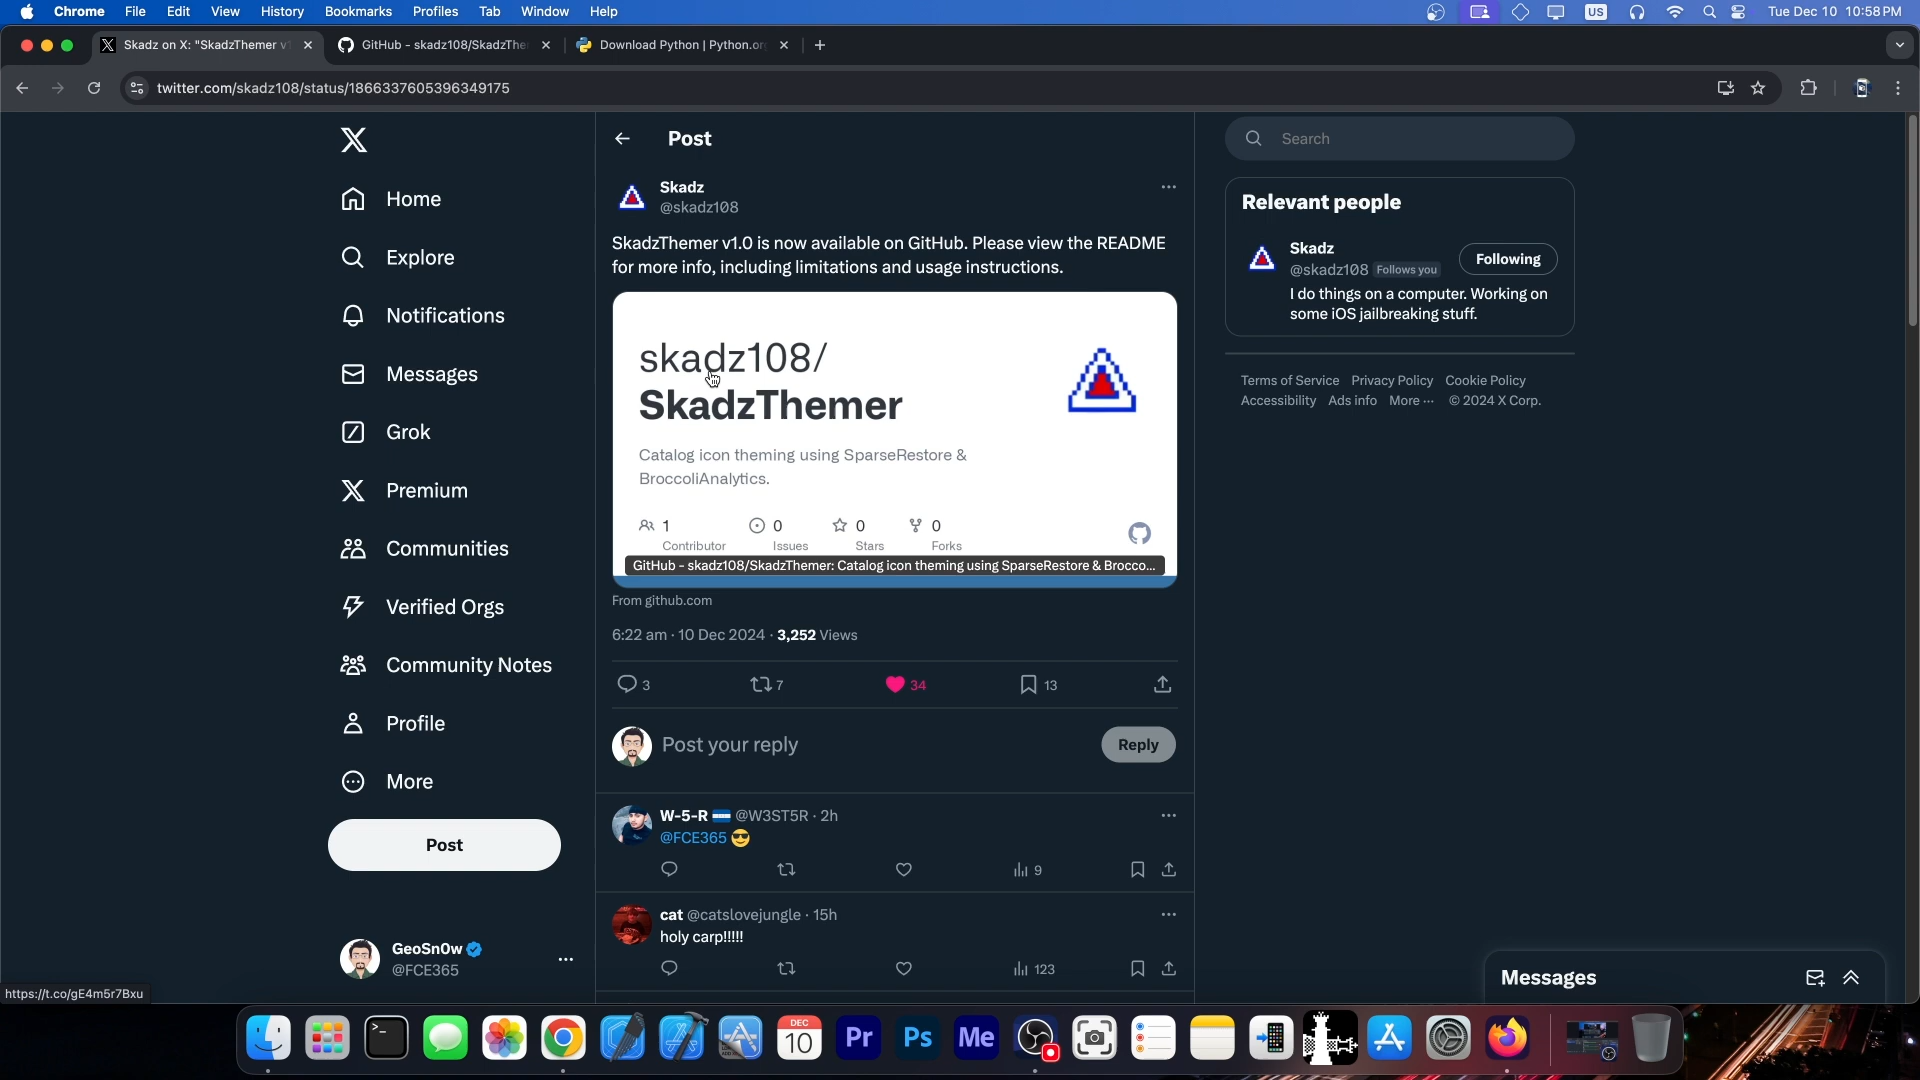 Chrome File Edit View History Bookmarks Profiles Tab Window Help US Tue Dec 10 10:58 PM
Skadz on X: "SkadzThemer v
GitHub - skadz108/SkadzThe
Download Python | Python.or
twitter.com/skadz108/status/1866337605396349175
Home
Explore
Notifications
Messages
Grok
Premium
Communities
Verified Orgs
Community Notes
Profile
More
Post
GeoSn0w
@FCE365
https://t.co/gE4m5r7Bxu
Post
Skadz
@skadz108
SkadzThemer v1.0 is now available on GitHub. Please view the README
for more info, including limitations and usage instructions.
skadz108/
SkadzThemer
Catalog icon theming using SparseRestore &
BroccoliAnalytics.
1 0 0 0
Contributor Issues Stars Forks
GitHub - skadz108/SkadzThemer: Catalog icon theming using SparseRestore & Brocco...
From github.com
6:22 am · 10 Dec 2024 · 3,252 Views
3 7 34 13
Post your reply
Reply
W-5-R @W3ST5R · 2h
@FCE365 😎
9
cat @catslovejungle · 15h
holy carp!!!!!
123
Search
Relevant people
Skadz
@skadz108 Follows you
Following
I do things on a computer. Working on
some iOS jailbreaking stuff.
Terms of Service Privacy Policy Cookie Policy
Accessibility Ads info More ··· © 2024 X Corp.
Messages
DEC
10
Pr
Ps
Me